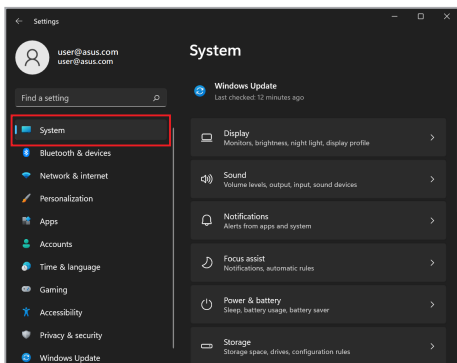 Settings
user@asus.com
user@asus.com
Find a setting
System
Bluetooth & devices
Network & internet
Personalization
Apps
Accounts
Time & language
Gaming
Accessibility
Privacy & security
Windows Update
System
Windows Update
Last checked: 12 minutes ago
Display
Monitors, brightness, night light, display profile
Sound
Volume levels, output, input, sound devices
Notifications
Alerts from apps and system
Focus assist
Notifications, automatic rules
Power & battery
Sleep, battery usage, battery saver
Storage
Storage space, drives, configuration rules